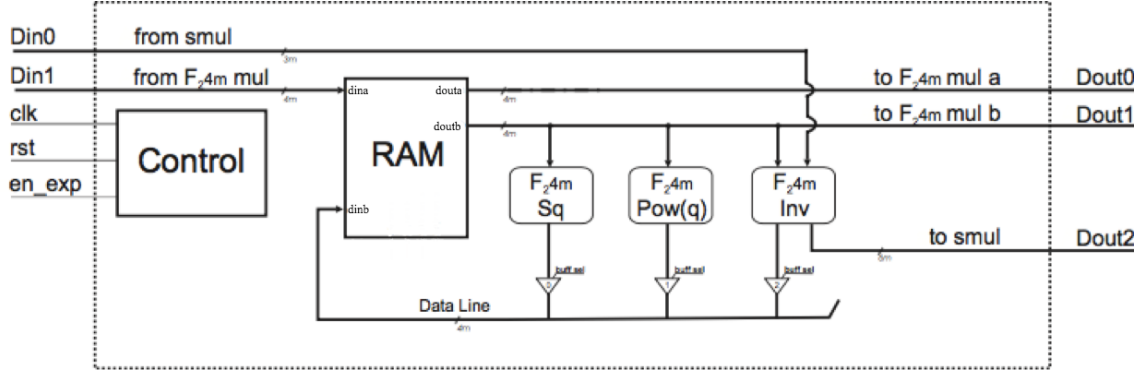 Din0 from smul
3m
Din1 from F₂4m mul
4m
dina douta
4m
to F₂4m mul a Dout0
clk
doutb
4m
to F₂4m mul b Dout1
rst
Control
RAM
en_exp
dinb
F₂4m
Sq
F₂4m
Pow(q)
F₂4m
Inv
to smul Dout2
buff sel
buff sel
buff sel
0
1
2
Data Line
4m